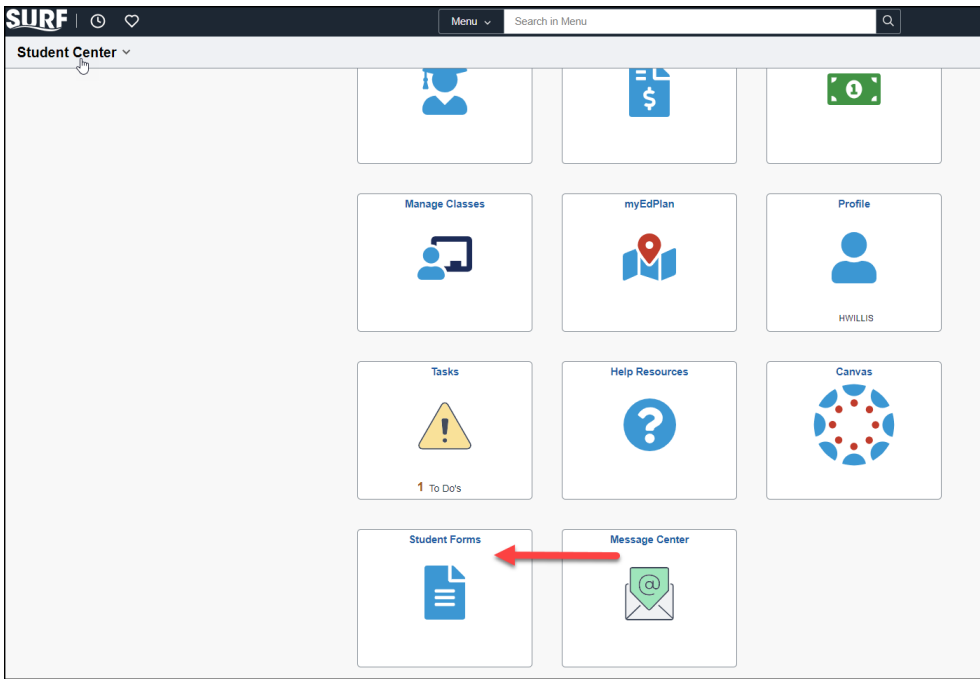 SURF
Menu
Search in Menu
Student Center
$
1
Manage Classes
myEdPlan
Profile
HWILLIS
Tasks
Help Resources
Canvas
!
?
1 To Do's
Student Forms
Message Center
@